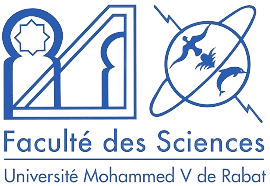 Faculté des Sciences
Université Mohammed V de Rabat